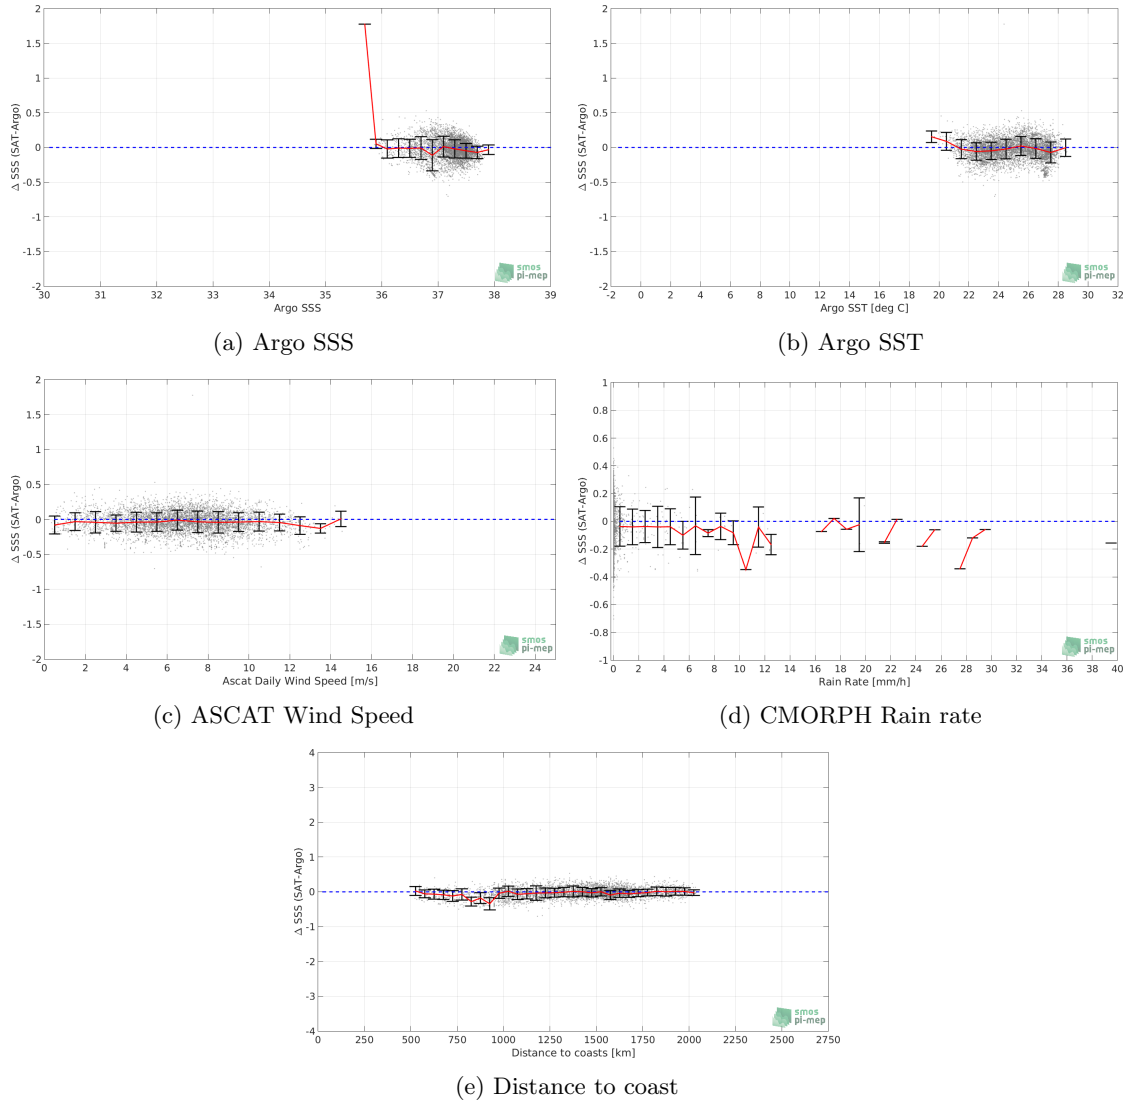 2
1.5
1
0.5
0
-0.5
-1
-1.5
-2
Δ SSS (SAT-Argo)
30 31 32 33 34 35 36 37 38 39
Argo SSS
smos
pi-mep
(a) Argo SSS
2
1.5
1
0.5
0
-0.5
-1
-1.5
-2
Δ SSS (SAT-Argo)
-2 0 2 4 6 8 10 12 14 16 18 20 22 24 26 28 30 32
Argo SST [deg C]
smos
pi-mep
(b) Argo SST
2
1.5
1
0.5
0
-0.5
-1
-1.5
-2
Δ SSS (SAT-Argo)
0 2 4 6 8 10 12 14 16 18 20 22 24
Ascat Daily Wind Speed [m/s]
smos
pi-mep
(c) ASCAT Wind Speed
1
0.8
0.6
0.4
0.2
0
-0.2
-0.4
-0.6
-0.8
-1
Δ SSS (SAT-Argo)
0 2 4 6 8 10 12 14 16 18 20 22 24 26 28 30 32 34 36 38 40
Rain Rate [mm/h]
smos
pi-mep
(d) CMORPH Rain rate
4
3
2
1
0
-1
-2
-3
-4
Δ SSS (SAT-Argo)
0 250 500 750 1000 1250 1500 1750 2000 2250 2500 2750
Distance to coasts [km]
smos
pi-mep
(e) Distance to coast